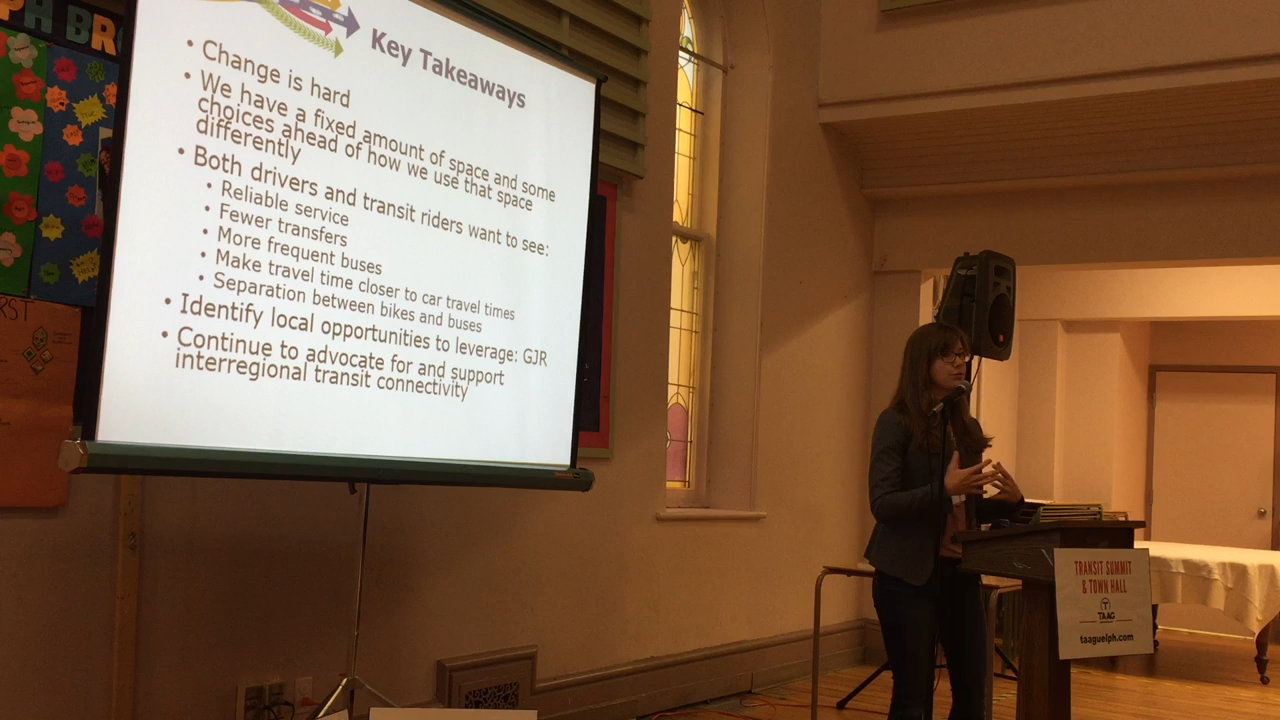 PH BRO
Key Takeaways
• Change is hard
• We have a fixed amount of space and some
choices ahead of how we use that space
differently
• Both drivers and transit riders want to see:
• Reliable service
• Fewer transfers
• More frequent buses
• Make travel time closer to car travel times
• Separation between bikes and buses
• Identify local opportunities to leverage: GJR
• Continue to advocate for and support
interregional transit connectivity
RST
TRANSIT SUMMIT
& TOWN HALL
TAAG
taaguelph.com